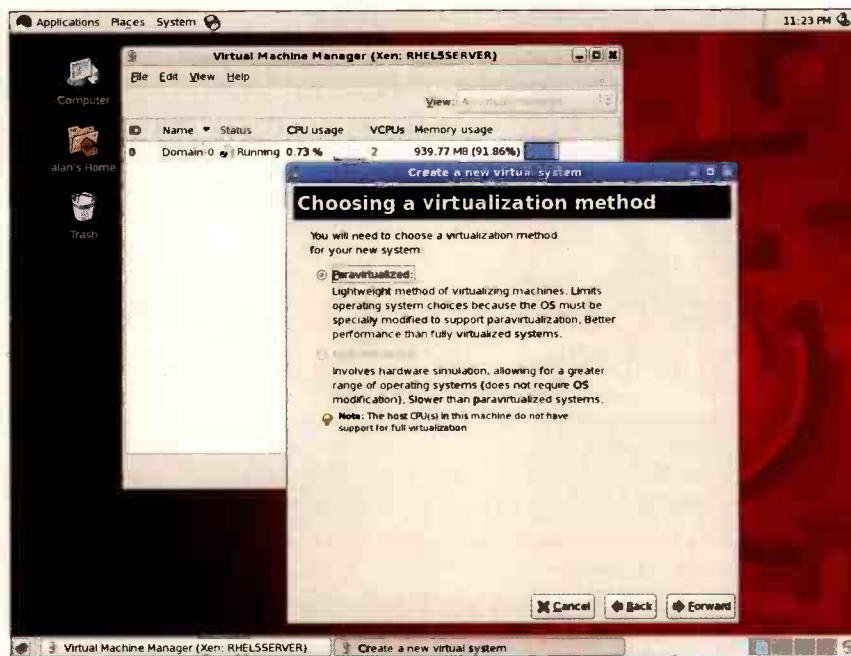 Applications Places System
11:23 PM
Computer
alan's Home
Trash
Virtual Machine Manager (Xen: RHEL5SERVER)
File Edit View Help
View:
ID Name Status CPU usage VCPUs Memory usage
0 Domain-0 Running 0.73 % 2 939.77 MB (91.86%)
Create a new virtual system
Choosing a virtualization method
You will need to choose a virtualization method
for your new system
Paravirtualized:
Lightweight method of virtualizing machines. Limits
operating system choices because the OS must be
specially modified to support paravirtualization. Better
performance than fully virtualized systems.
Involves hardware simulation, allowing for a greater
range of operating systems (does not require OS
modification). Slower than paravirtualized systems.
Note: The host CPU(s) in this machine do not have
support for full virtualization
Cancel Back Forward
Virtual Machine Manager (Xen: RHEL5SERVER)
Create a new virtual system